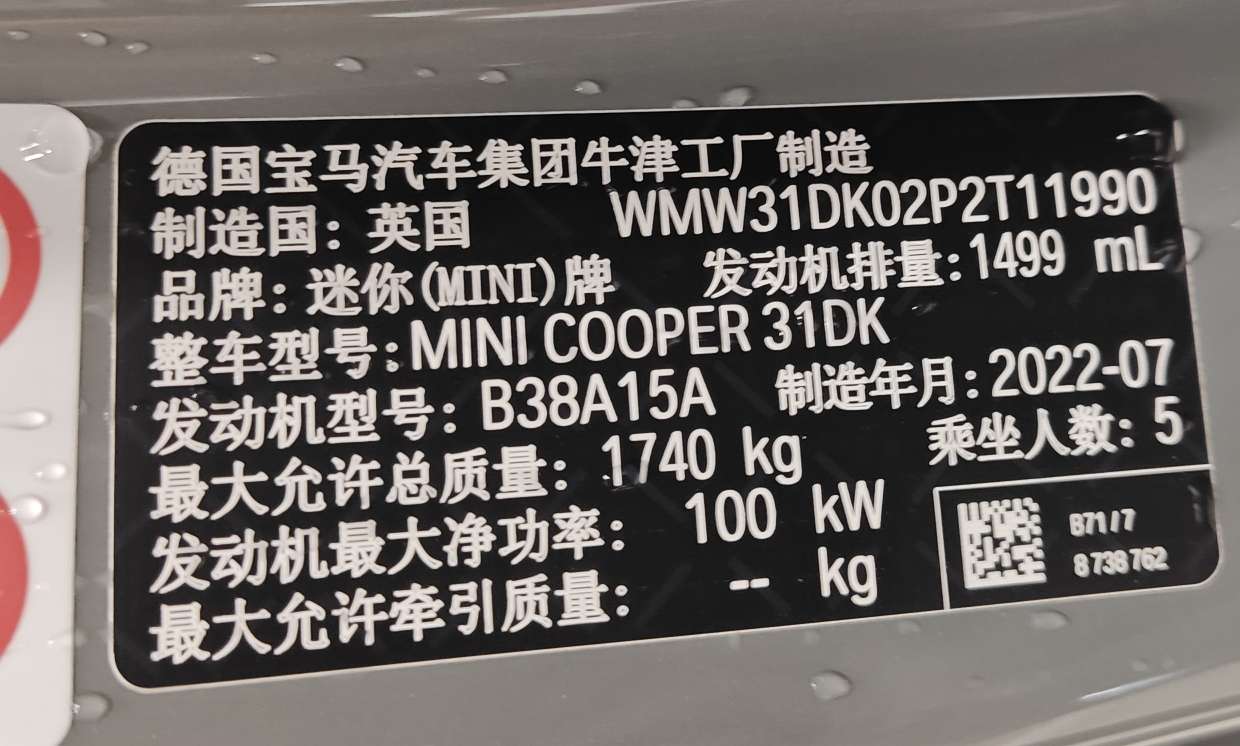 德国宝马汽车集团牛津工厂制造
制造国：英国 WMW31DK02P2T11990
品牌：迷你(MINI)牌 发动机排量：1499 mL
整车型号：MINI COOPER 31DK
发动机型号：B38A15A 制造年月：2022-07
最大允许总质量：1740 kg 乘坐人数：5
发动机最大净功率：100 kW
最大允许牵引质量：-- kg
B71/7
8 738 762